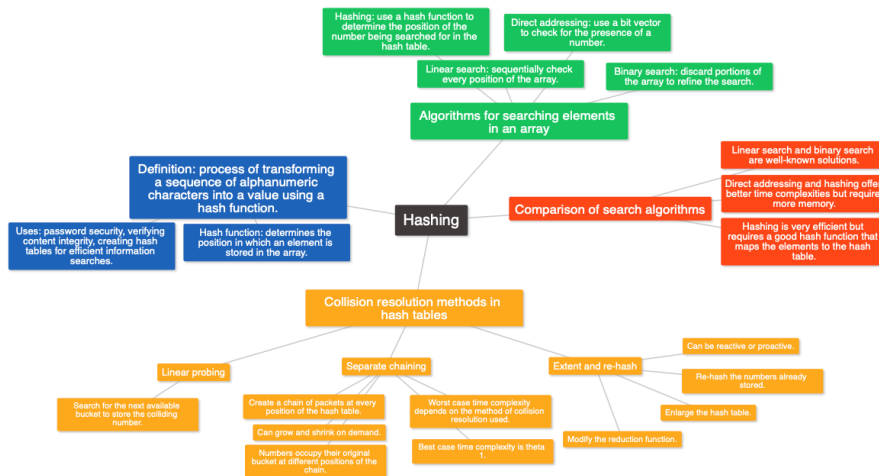 Hashing: use a hash function to
determine the position of the
number being searched for in the
hash table.
Direct addressing: use a bit vector
to check for the presence of a
number.
Linear search: sequentially check
every position of the array.
Binary search: discard portions of
the array to refine the search.
Algorithms for searching elements
in an array
Definition: process of transforming
a sequence of alphanumeric
characters into a value using a
hash function.
Uses: password security, verifying
content integrity, creating hash
tables for efficient information
searches.
Hash function: determines the
position in which an element is
stored in the array.
Hashing
Comparison of search algorithms
Linear search and binary search
are well-known solutions.
Direct addressing and hashing offer
better time complexities but require
more memory.
Hashing is very efficient but
requires a good hash function that
maps the elements to the hash
table.
Collision resolution methods in
hash tables
Linear probing
Search for the next available
bucket to store the colliding
number.
Separate chaining
Create a chain of packets at every
position of the hash table.
Can grow and shrink on demand.
Numbers occupy their original
bucket at different positions of the
chain.
Worst case time complexity
depends on the method of collision
resolution used.
Best case time complexity is theta
1.
Extent and re-hash
Can be reactive or proactive.
Re-hash the numbers already
stored.
Enlarge the hash table.
Modify the reduction function.